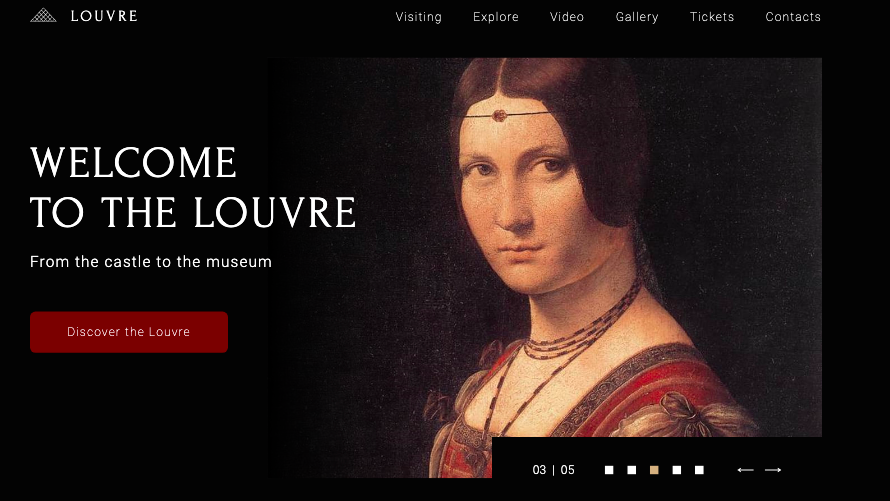 LOUVRE
Visiting Explore Video Gallery Tickets Contacts
WELCOME
TO THE LOUVRE
From the castle to the museum
Discover the Louvre
03 | 05